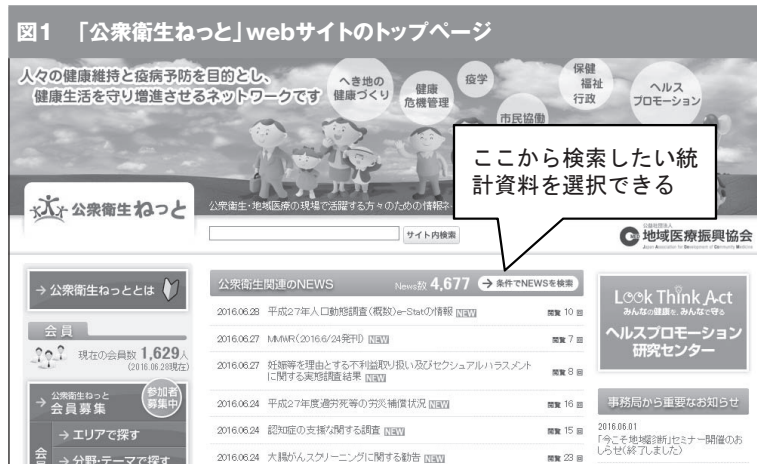 図1 「公衆衛生ねっと」webサイトのトップページ
人々の健康維持と疫病予防を目的とし、
健康生活を守り増進させるネットワークです
へき地の
健康づくり
健康
危機管理
疫学
保健
福祉
行政
ヘルス
プロモーション
市民協働
ここから検索したい統
計資料を選択できる
公衆衛生ねっと
公衆衛生・地域医療の現場で活躍する方々のための情報ネ
サイト内検索
地域医療振興協会
→公衆衛生ねっととは
会員
現在の会員数 1,629人
(2016.06.28現在)
公衆衛生ねっと
→会員募集
参加者
募集中
→エリアで探す
→分野・テーマで探す
会員
公衆衛生関連のNEWS News数 4,677 →条件でNEWSを検索
2016.06.28 平成27年人口動態調査(概数)e-Statの情報 NEW 閲覧 10 回
2016.06.27 MMWR(2016.6/24発刊) NEW 閲覧 7 回
2016.06.27 妊娠等を理由とする不利益取り扱い及びセクシュアルハラスメント
に関する実態調査結果 NEW 閲覧 8 回
2016.06.24 平成27年度過労死等の労災補償状況 NEW 閲覧 16 回
2016.06.24 認知症の支援な関する調査 NEW 閲覧 15 回
2016.06.24 大腸がんスクリーニングに関する勧告 NEW 閲覧 23 回
Look Think Act
みんなの健康を、みんなで守る
ヘルスプロモーション
研究センター
事務局から重要なお知らせ
2016.06.01
「今こそ地域診断」セミナー開催のお
しらせ(終了しました)